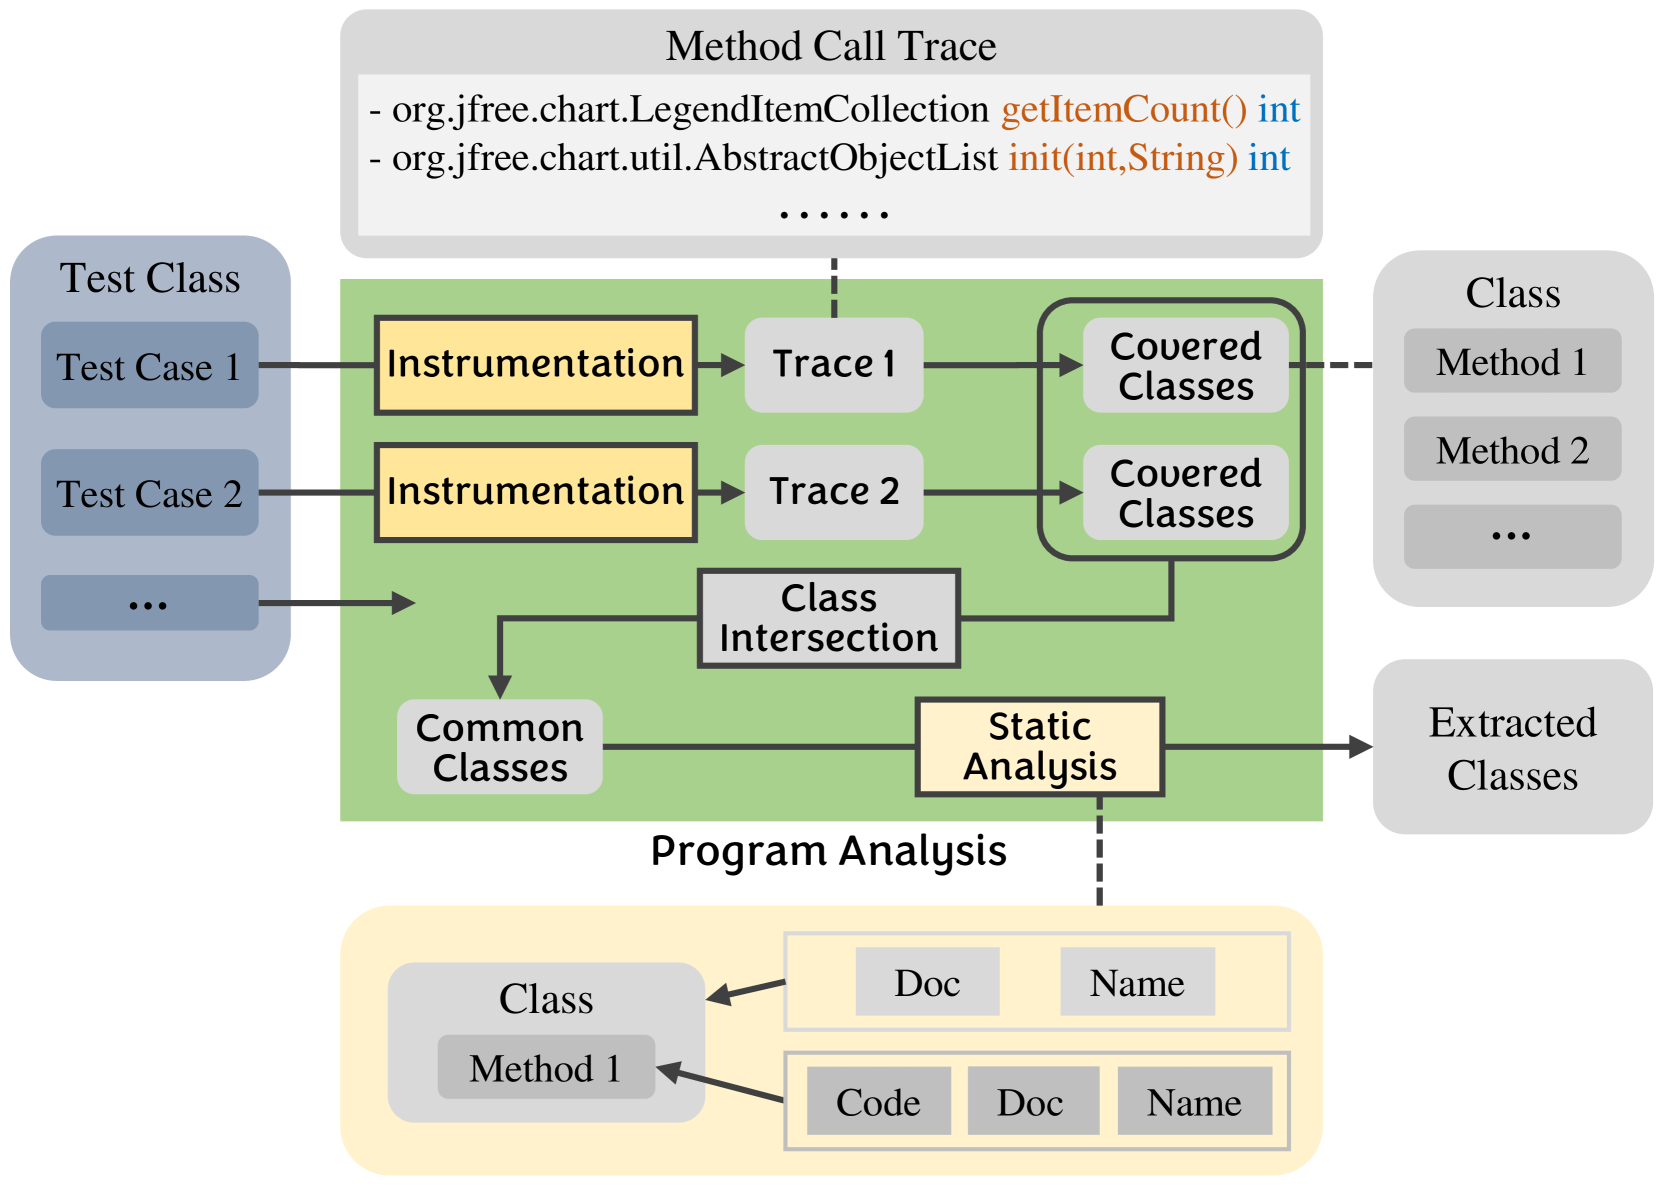 Method Call Trace
- org.jfree.chart.LegendItemCollection getItemCount() int
- org.jfree.chart.util.AbstractObjectList init(int,String) int
......
Test Class
Test Case 1
Test Case 2
...
Instrumentation
Trace 1
Covered
Classes
Instrumentation
Trace 2
Covered
Classes
Class
Intersection
Common
Classes
Static
Analysis
Program Analysis
Class
Method 1
Method 2
...
Extracted
Classes
Class
Method 1
Doc
Name
Code
Doc
Name